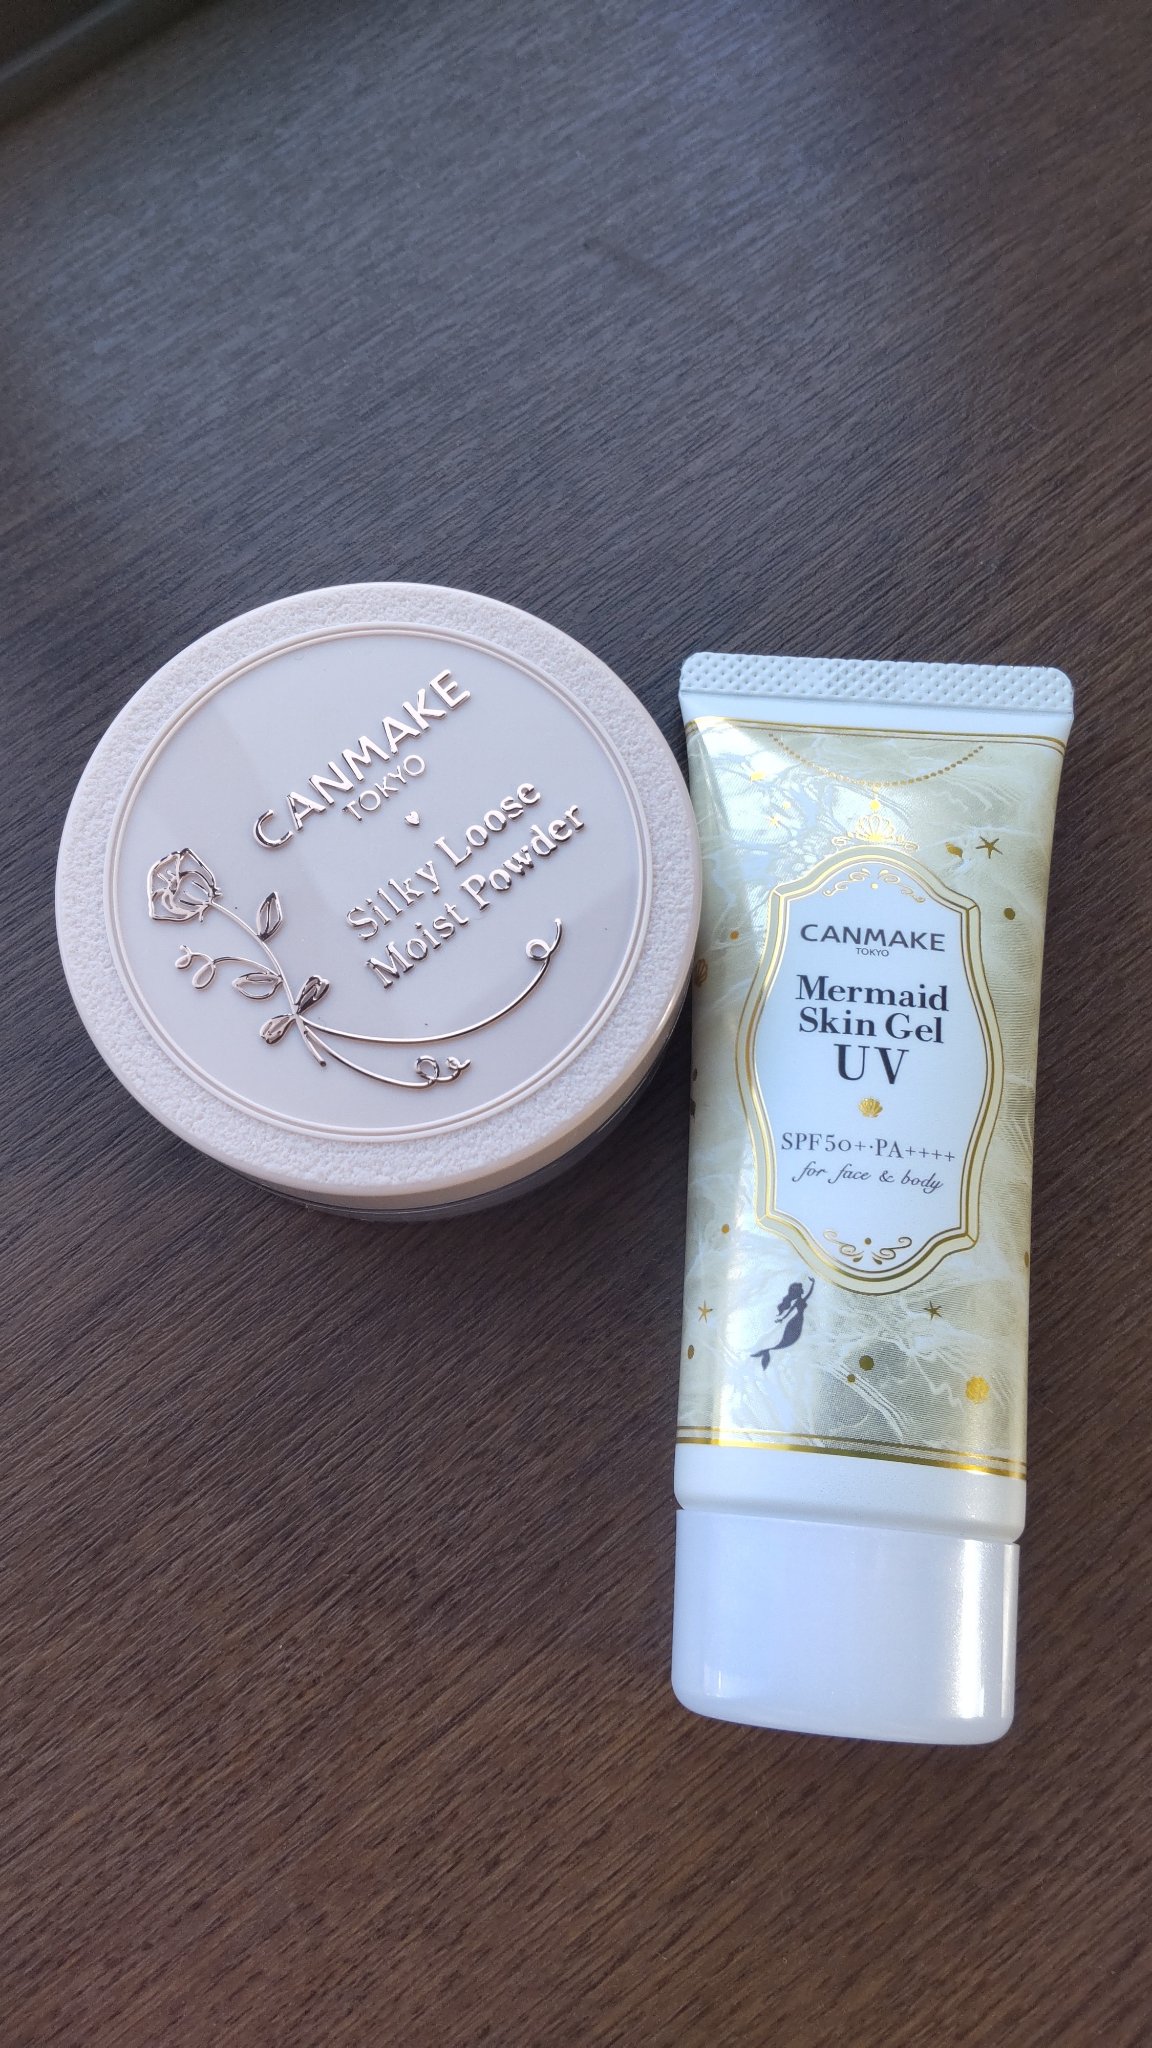 CANMAKE
TOKYO
Silky Loose
Moist Powder
CANMAKE
TOKYO
Mermaid
Skin Gel
UV
SPF50+·PA++++
for face & body